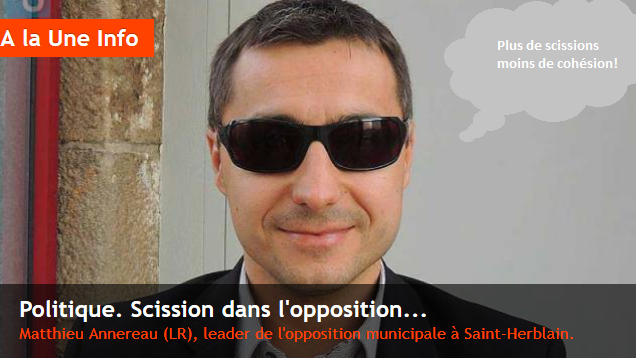 A la Une Info
Plus de scissions
moins de cohésion!
Politique. Scission dans l'opposition...
Matthieu Annereau (LR), leader de l'opposition municipale à Saint-Herblain.